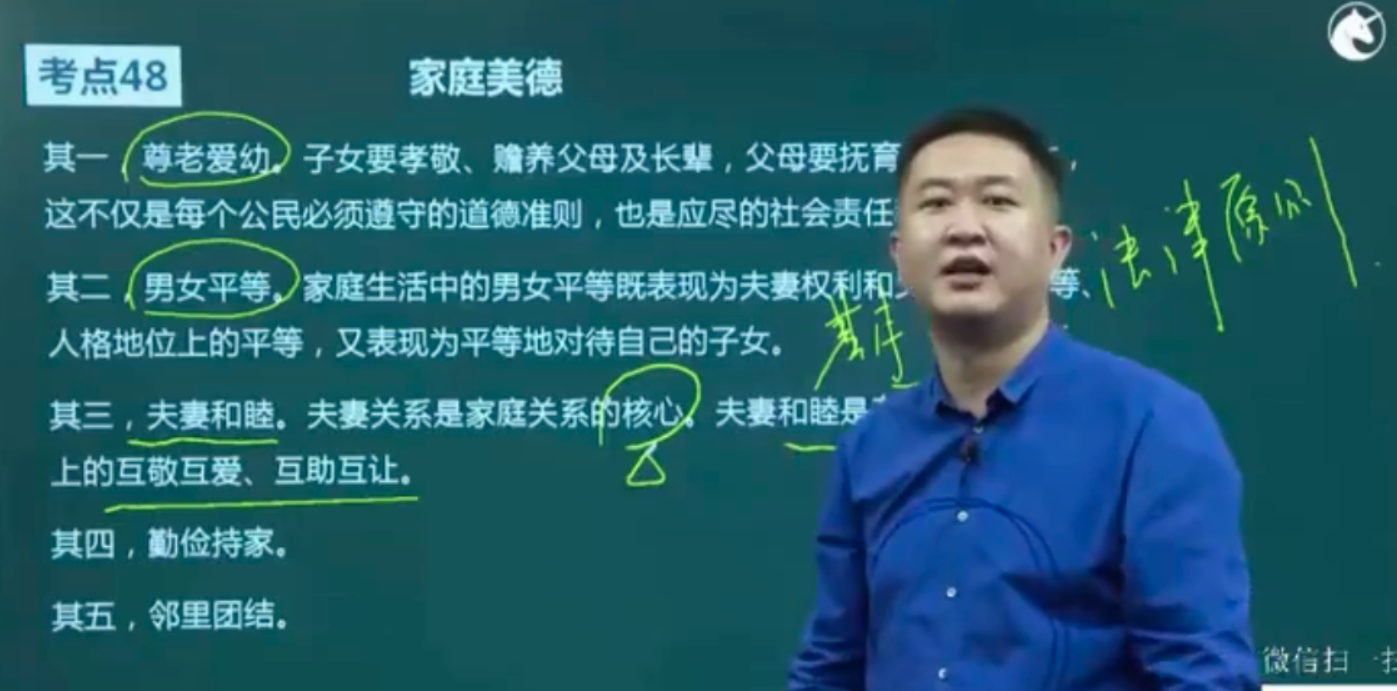 考点48
家庭美德
其一，尊老爱幼。子女要孝敬、赡养父母及长辈，父母要抚育
这不仅是每个公民必须遵守的道德准则，也是应尽的社会责任
其二，男女平等。家庭生活中的男女平等既表现为夫妻权利和 等、
人格地位上的平等，又表现为平等地对待自己的子女。
其三，夫妻和睦。夫妻关系是家庭关系的核心。夫妻和睦是
上的互敬互爱、互助互让。
其四，勤俭持家。
其五，邻里团结。
法律原则
微信扫一扫